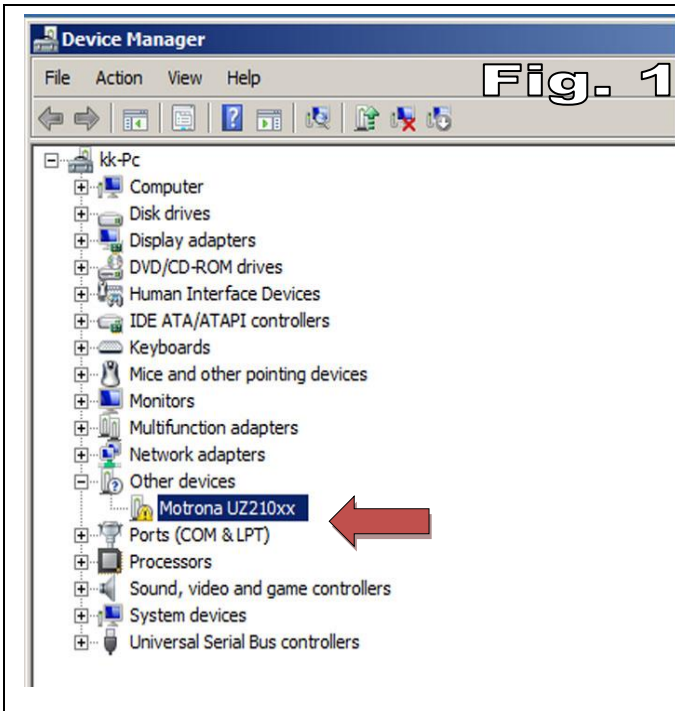 Device Manager
File Action View Help
Fig. 1
kk-Pc
Computer
Disk drives
Display adapters
DVD/CD-ROM drives
Human Interface Devices
IDE ATA/ATAPI controllers
Keyboards
Mice and other pointing devices
Monitors
Multifunction adapters
Network adapters
Other devices
Motrona UZ210xx
Ports (COM & LPT)
Processors
Sound, video and game controllers
System devices
Universal Serial Bus controllers